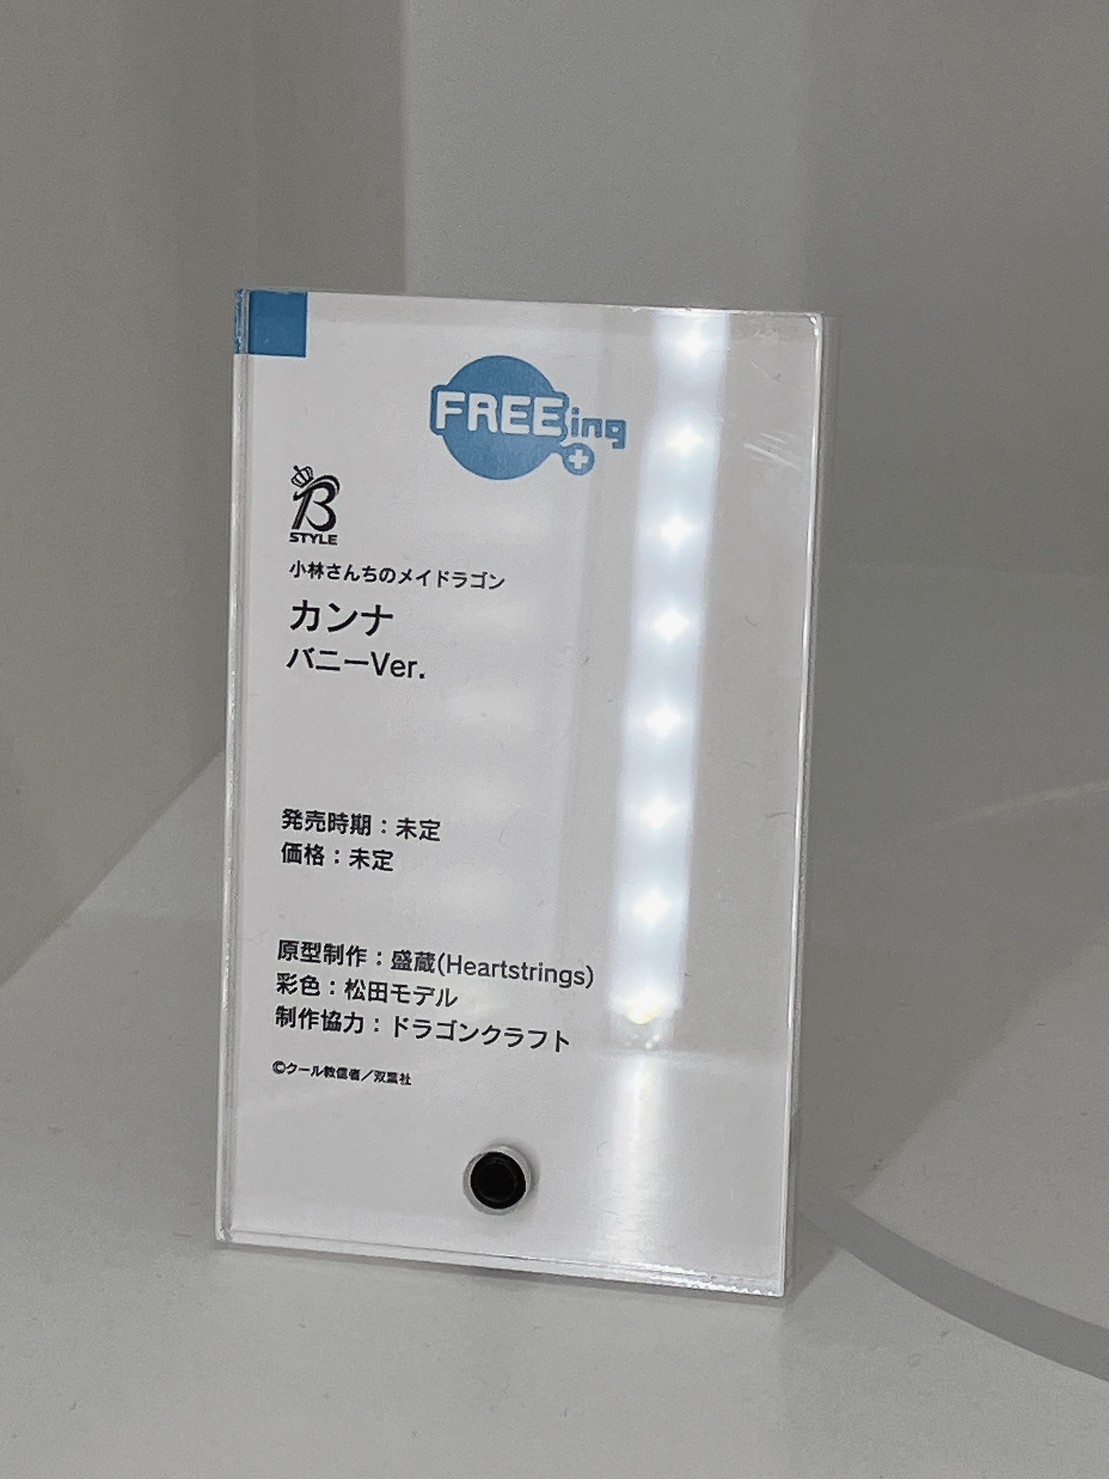 FREEing
B
STYLE
小林さんちのメイドラゴン
カンナ
バニーVer.
発売時期：未定
価格：未定
原型制作：盛蔵(Heartstrings)
彩色：松田モデル
制作協力：ドラゴンクラフト
©クール教信者／双葉社